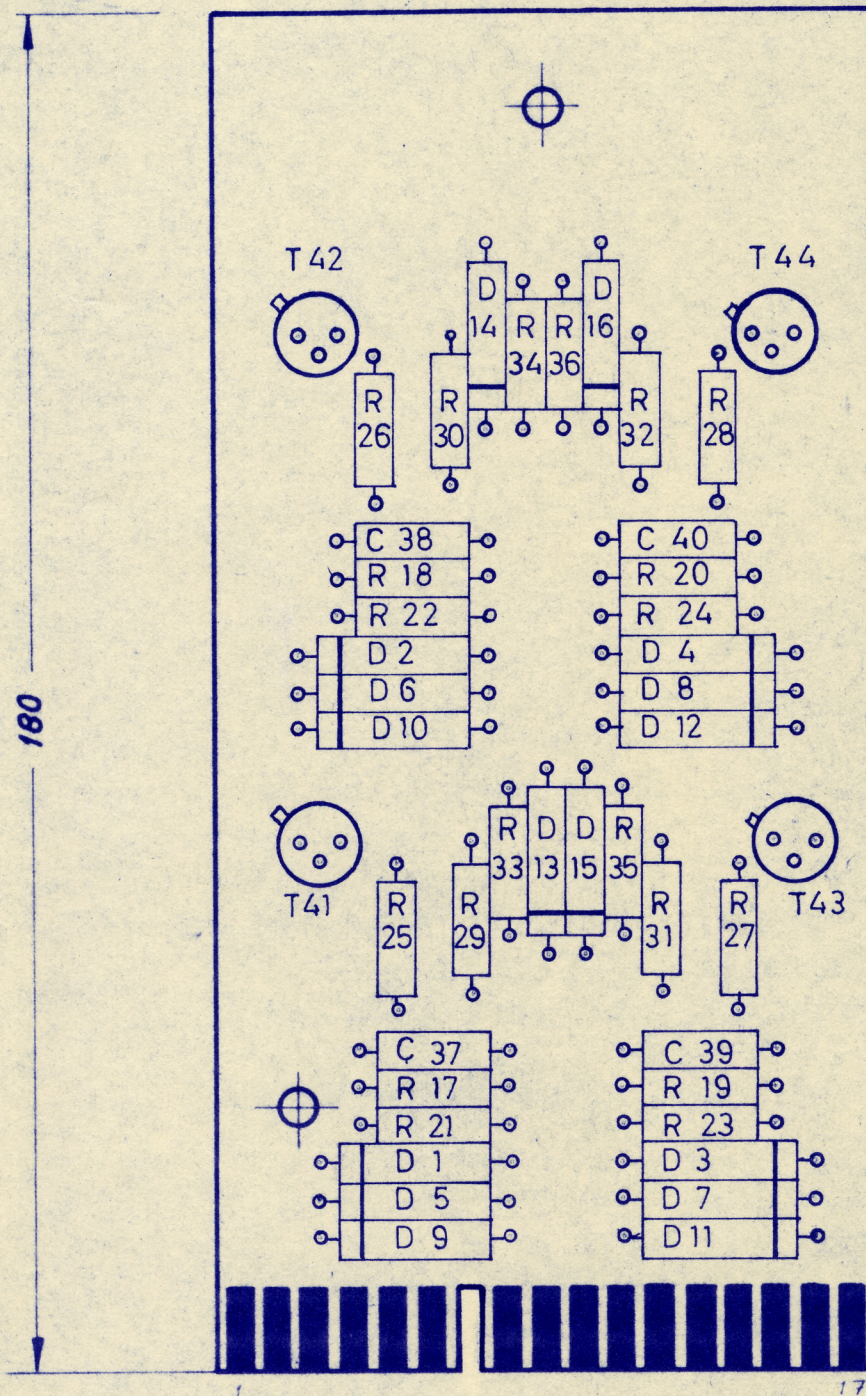 T 42
T 44
D 14
R 34
R 36
D 16
R 26
R 30
R 32
R 28
C 38
R 18
R 22
D 2
D 6
D 10
C 40
R 20
R 24
D 4
D 8
D 12
180
T41
T43
R 33
D 13
D 15
R 35
R 25
R 29
R 31
R 27
C 37
R 17
R 21
D 1
D 5
D 9
C 39
R 19
R 23
D 3
D 7
D 11
1
17